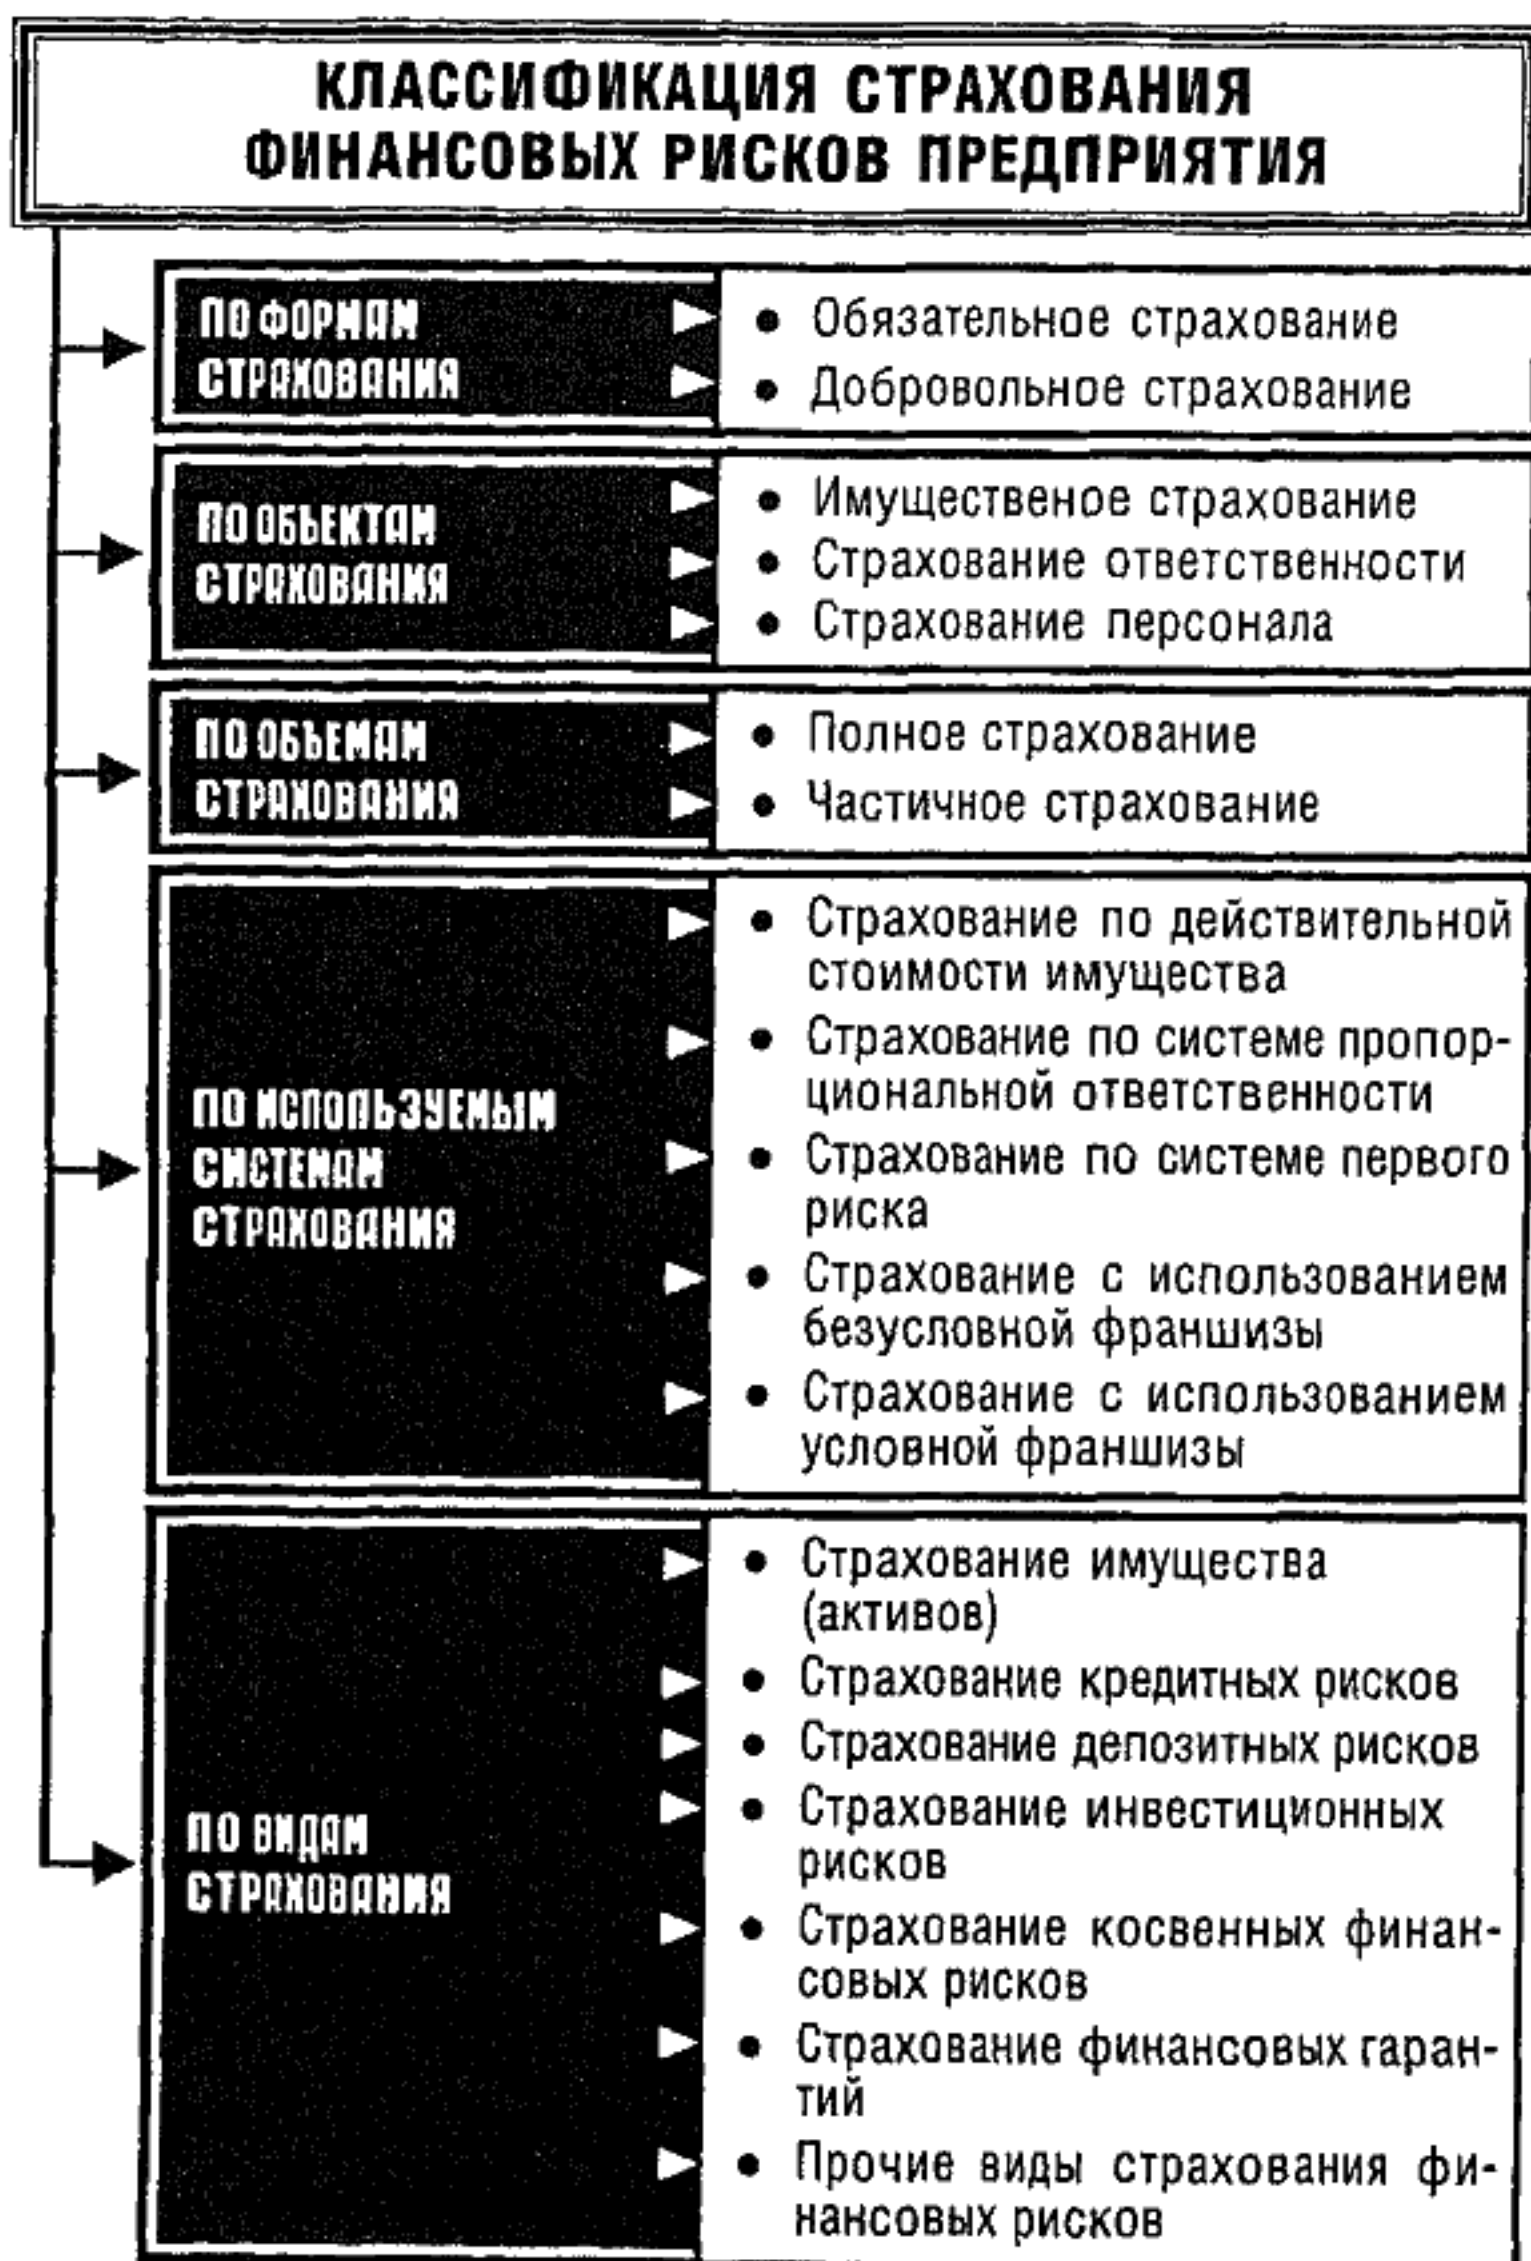 КЛАССИФИКАЦИЯ СТРАХОВАНИЯ
ФИНАНСОВЫХ РИСКОВ ПРЕДПРИЯТИЯ
ПО ФОРМАМ
СТРАХОВАНИЯ
• Обязательное страхование
• Добровольное страхование
ПО ОБЪЕКТАМ
СТРАХОВАНИЯ
• Имущественое страхование
• Страхование ответственности
• Страхование персонала
ПО ОБЪЕМАМ
СТРАХОВАНИЯ
• Полное страхование
• Частичное страхование
ПО ИСПОЛЬЗУЕМЫМ
СИСТЕМАМ
СТРАХОВАНИЯ
• Страхование по действительной
стоимости имущества
• Страхование по системе пропор-
циональной ответственности
• Страхование по системе первого
риска
• Страхование с использованием
безусловной франшизы
• Страхование с использованием
условной франшизы
ПО ВИДАМ
СТРАХОВАНИЯ
• Страхование имущества
(активов)
• Страхование кредитных рисков
• Страхование депозитных рисков
• Страхование инвестиционных
рисков
• Страхование косвенных финан-
совых рисков
• Страхование финансовых гаран-
тий
• Прочие виды страхования фи-
нансовых рисков